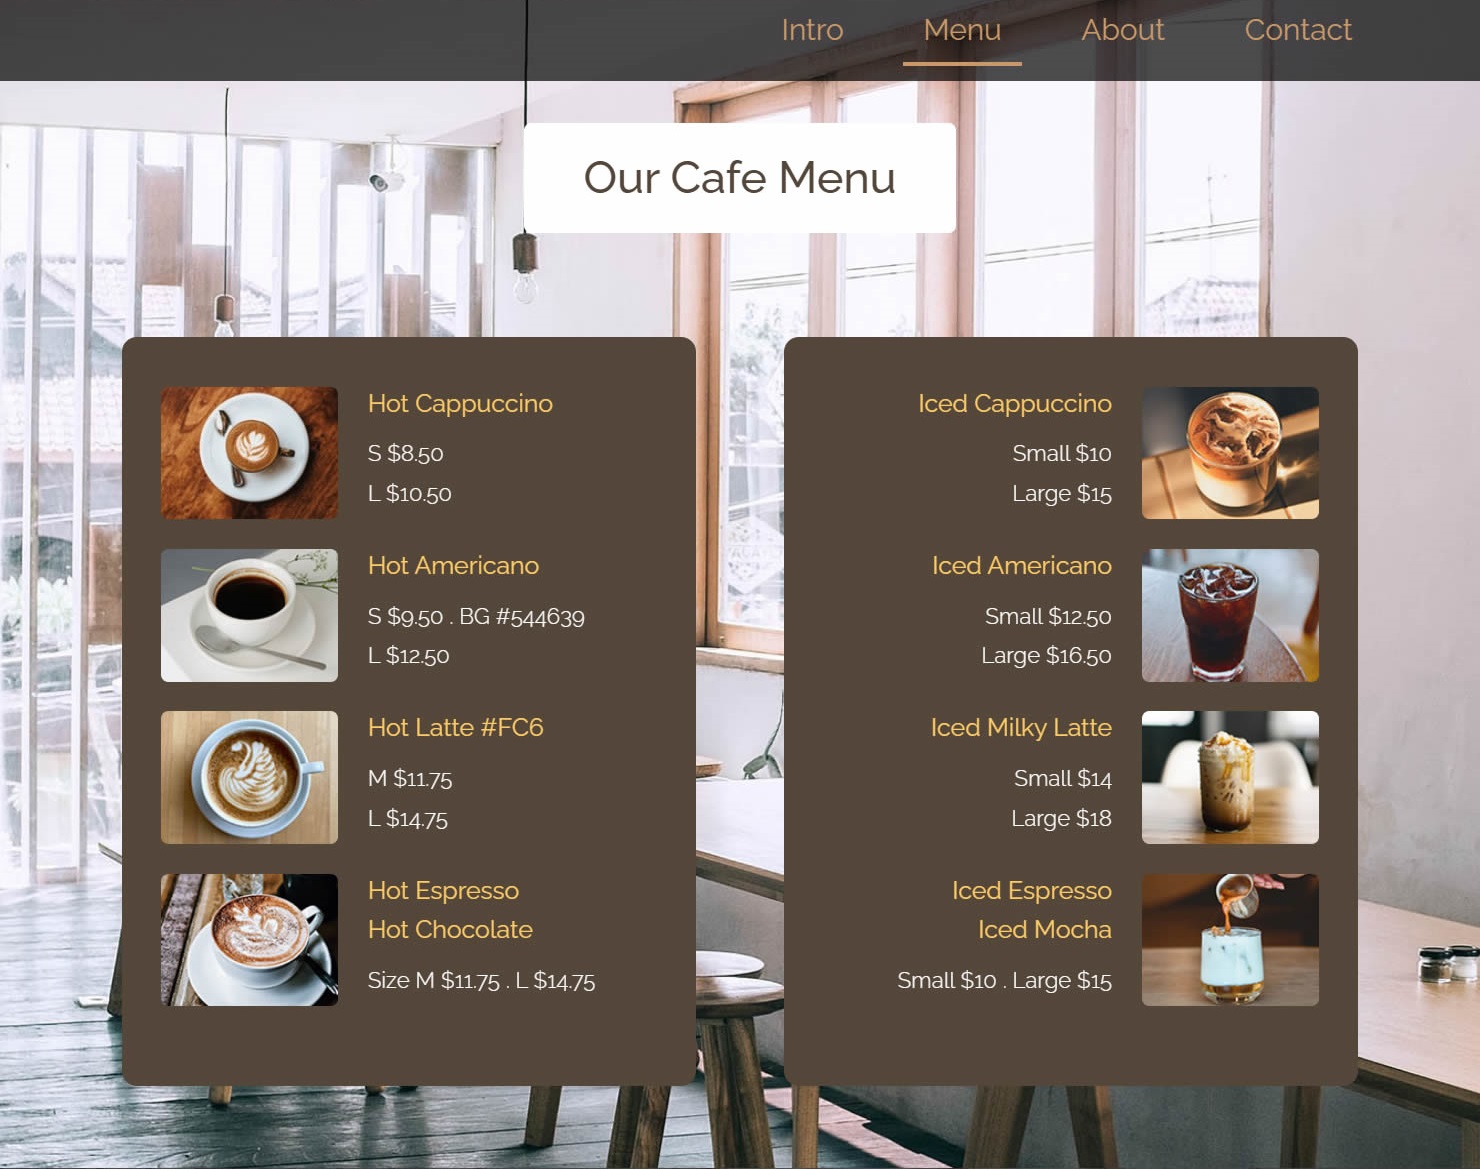 Intro Menu About Contact
Our Cafe Menu
Hot Cappuccino
S $8.50
L $10.50
Hot Americano
S $9.50 . BG #544639
L $12.50
Hot Latte #FC6
M $11.75
L $14.75
Hot Espresso
Hot Chocolate
Size M $11.75 . L $14.75
Iced Cappuccino
Small $10
Large $15
Iced Americano
Small $12.50
Large $16.50
Iced Milky Latte
Small $14
Large $18
Iced Espresso
Iced Mocha
Small $10 . Large $15